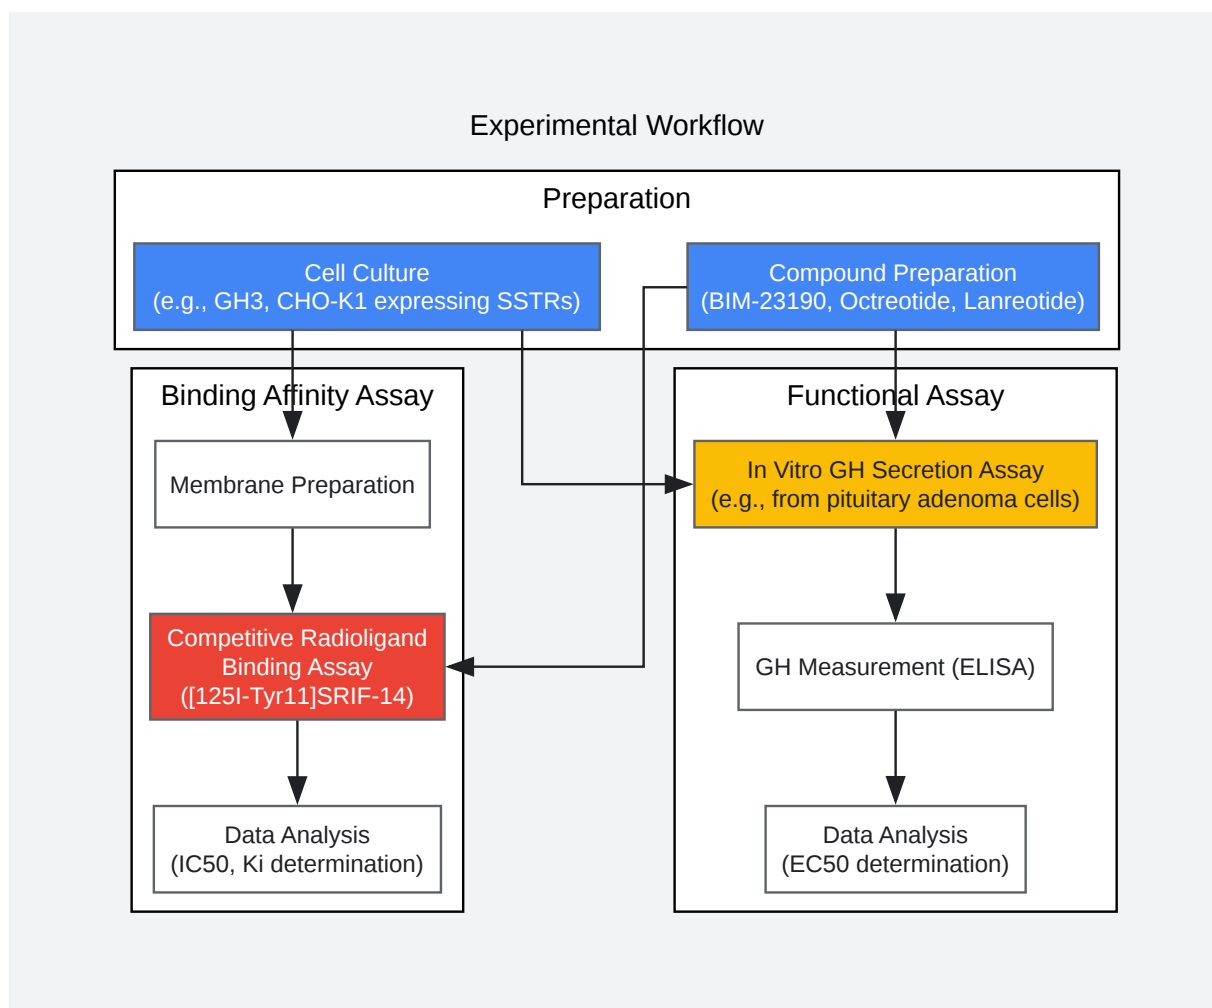 Experimental Workflow
Preparation
Cell Culture
(e.g., GH3, CHO-K1 expressing SSTRs)
Compound Preparation
(BIM-23190, Octreotide, Lanreotide)
Binding Affinity Assay
Membrane Preparation
Competitive Radioligand
Binding Assay
([125I-Tyr11]SRIF-14)
Data Analysis
(IC50, Ki determination)
Functional Assay
In Vitro GH Secretion Assay
(e.g., from pituitary adenoma cells)
GH Measurement (ELISA)
Data Analysis
(EC50 determination)